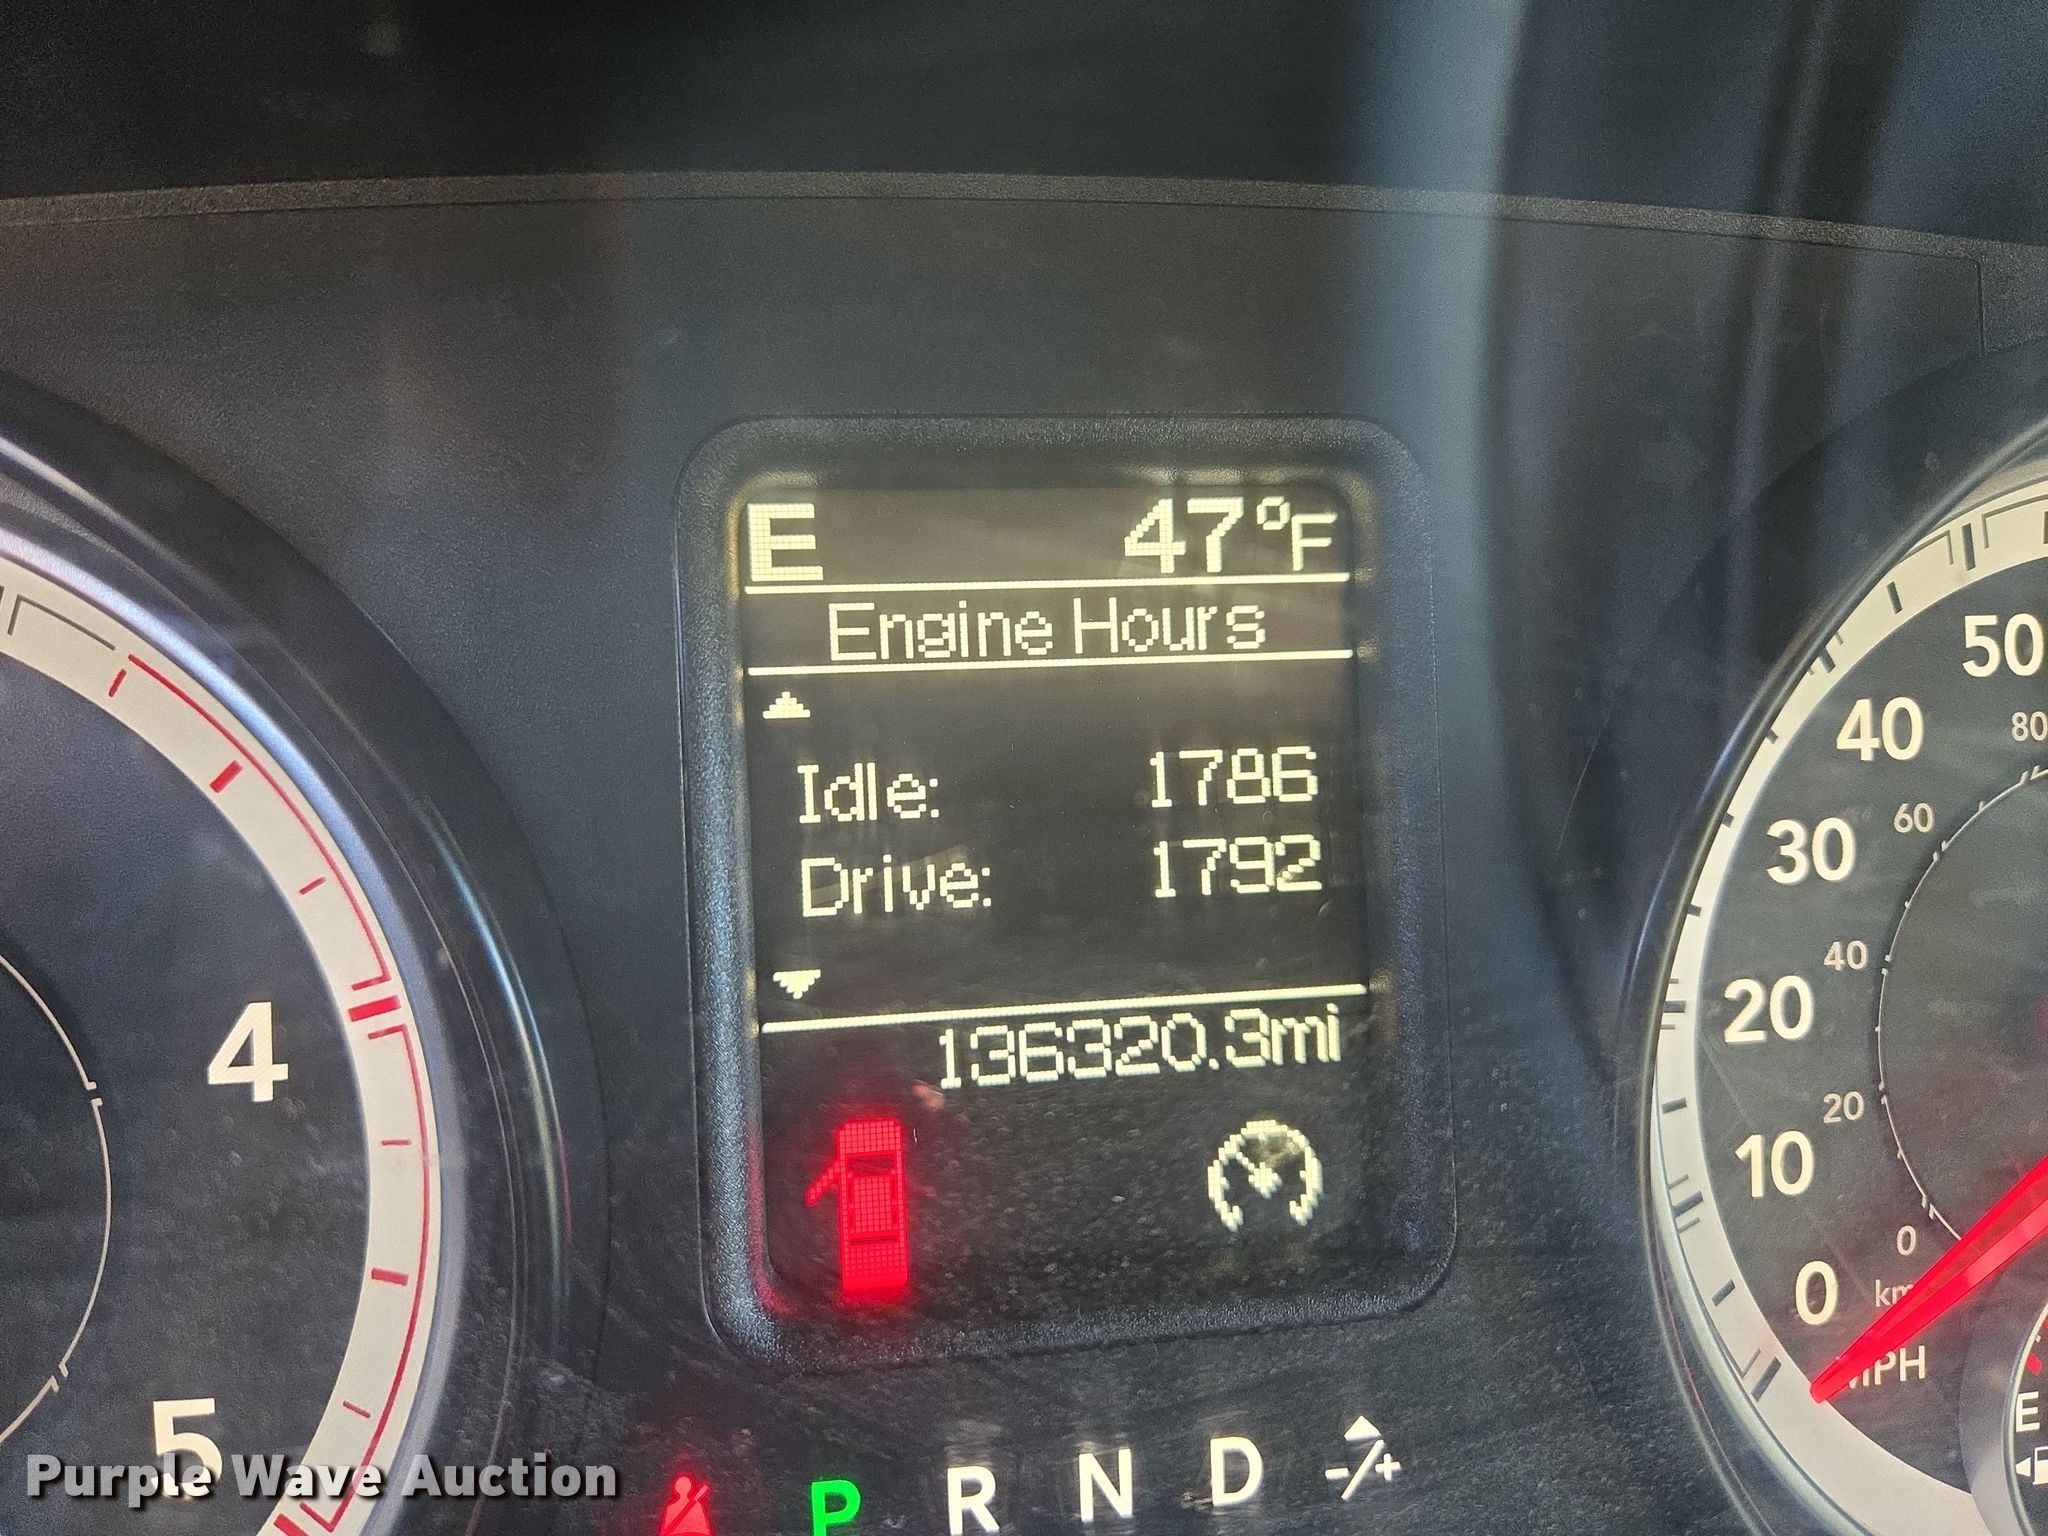 E 47°F
Engine Hours
Idle: 1786
Drive: 1792
136320.3mi
4
5
50
80
40
60
30
40
20
20
10
0
0
km
MPH
E
P R N D -/+
Purple Wave Auction